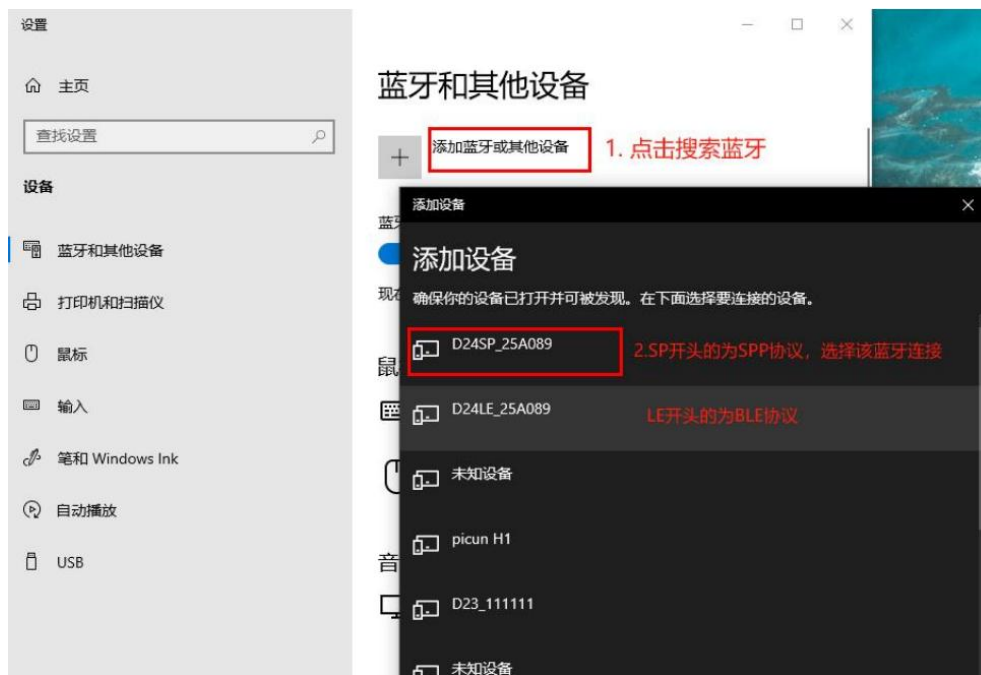 设置
主页
查找设置
设备
蓝牙和其他设备
打印机和扫描仪
鼠标
输入
笔和 Windows Ink
自动播放
USB
蓝牙和其他设备
添加蓝牙或其他设备
1. 点击搜索蓝牙
蓝牙
现在
鼠
音
添加设备
添加设备
确保你的设备已打开并可被发现。在下面选择要连接的设备。
D24SP_25A089
2.SP开头的为SPP协议，选择该蓝牙连接
D24LE_25A089
LE开头的为BLE协议
未知设备
picun H1
D23_111111
未知设备